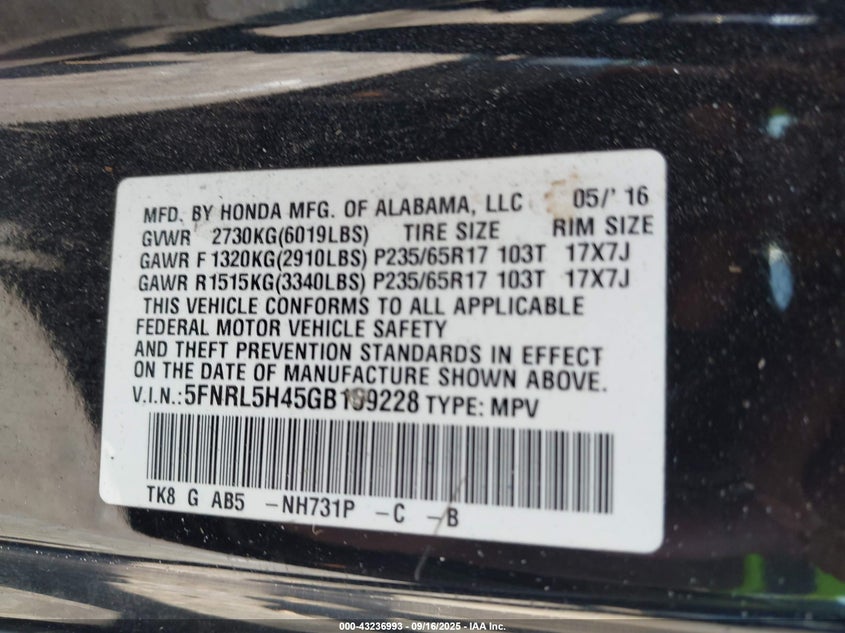 MFD. BY HONDA MFG. OF ALABAMA, LLC 05/' 16
GVWR 2730KG(6019LBS) TIRE SIZE RIM SIZE
GAWR F 1320KG(2910LBS) P235/65R17 103T 17X7J
GAWR R1515KG(3340LBS) P235/65R17 103T 17X7J
THIS VEHICLE CONFORMS TO ALL APPLICABLE
FEDERAL MOTOR VEHICLE SAFETY
AND THEFT PREVENTION STANDARDS IN EFFECT
ON THE DATE OF MANUFACTURE SHOWN ABOVE.
V.I.N.:5FNRL5H45GB159228 TYPE: MPV
TK8 G AB5 -NH731P -C -B
000-43236993 - 09/16/2025 - IAA Inc.